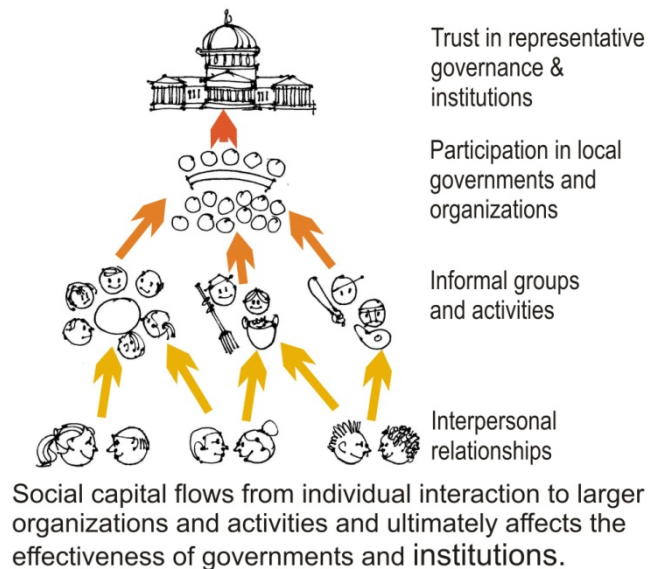 Trust in representative
governance &
institutions
Participation in local
governments and
organizations
Informal groups
and activities
Interpersonal
relationships
Social capital flows from individual interaction to larger
organizations and activities and ultimately affects the
effectiveness of governments and institutions.